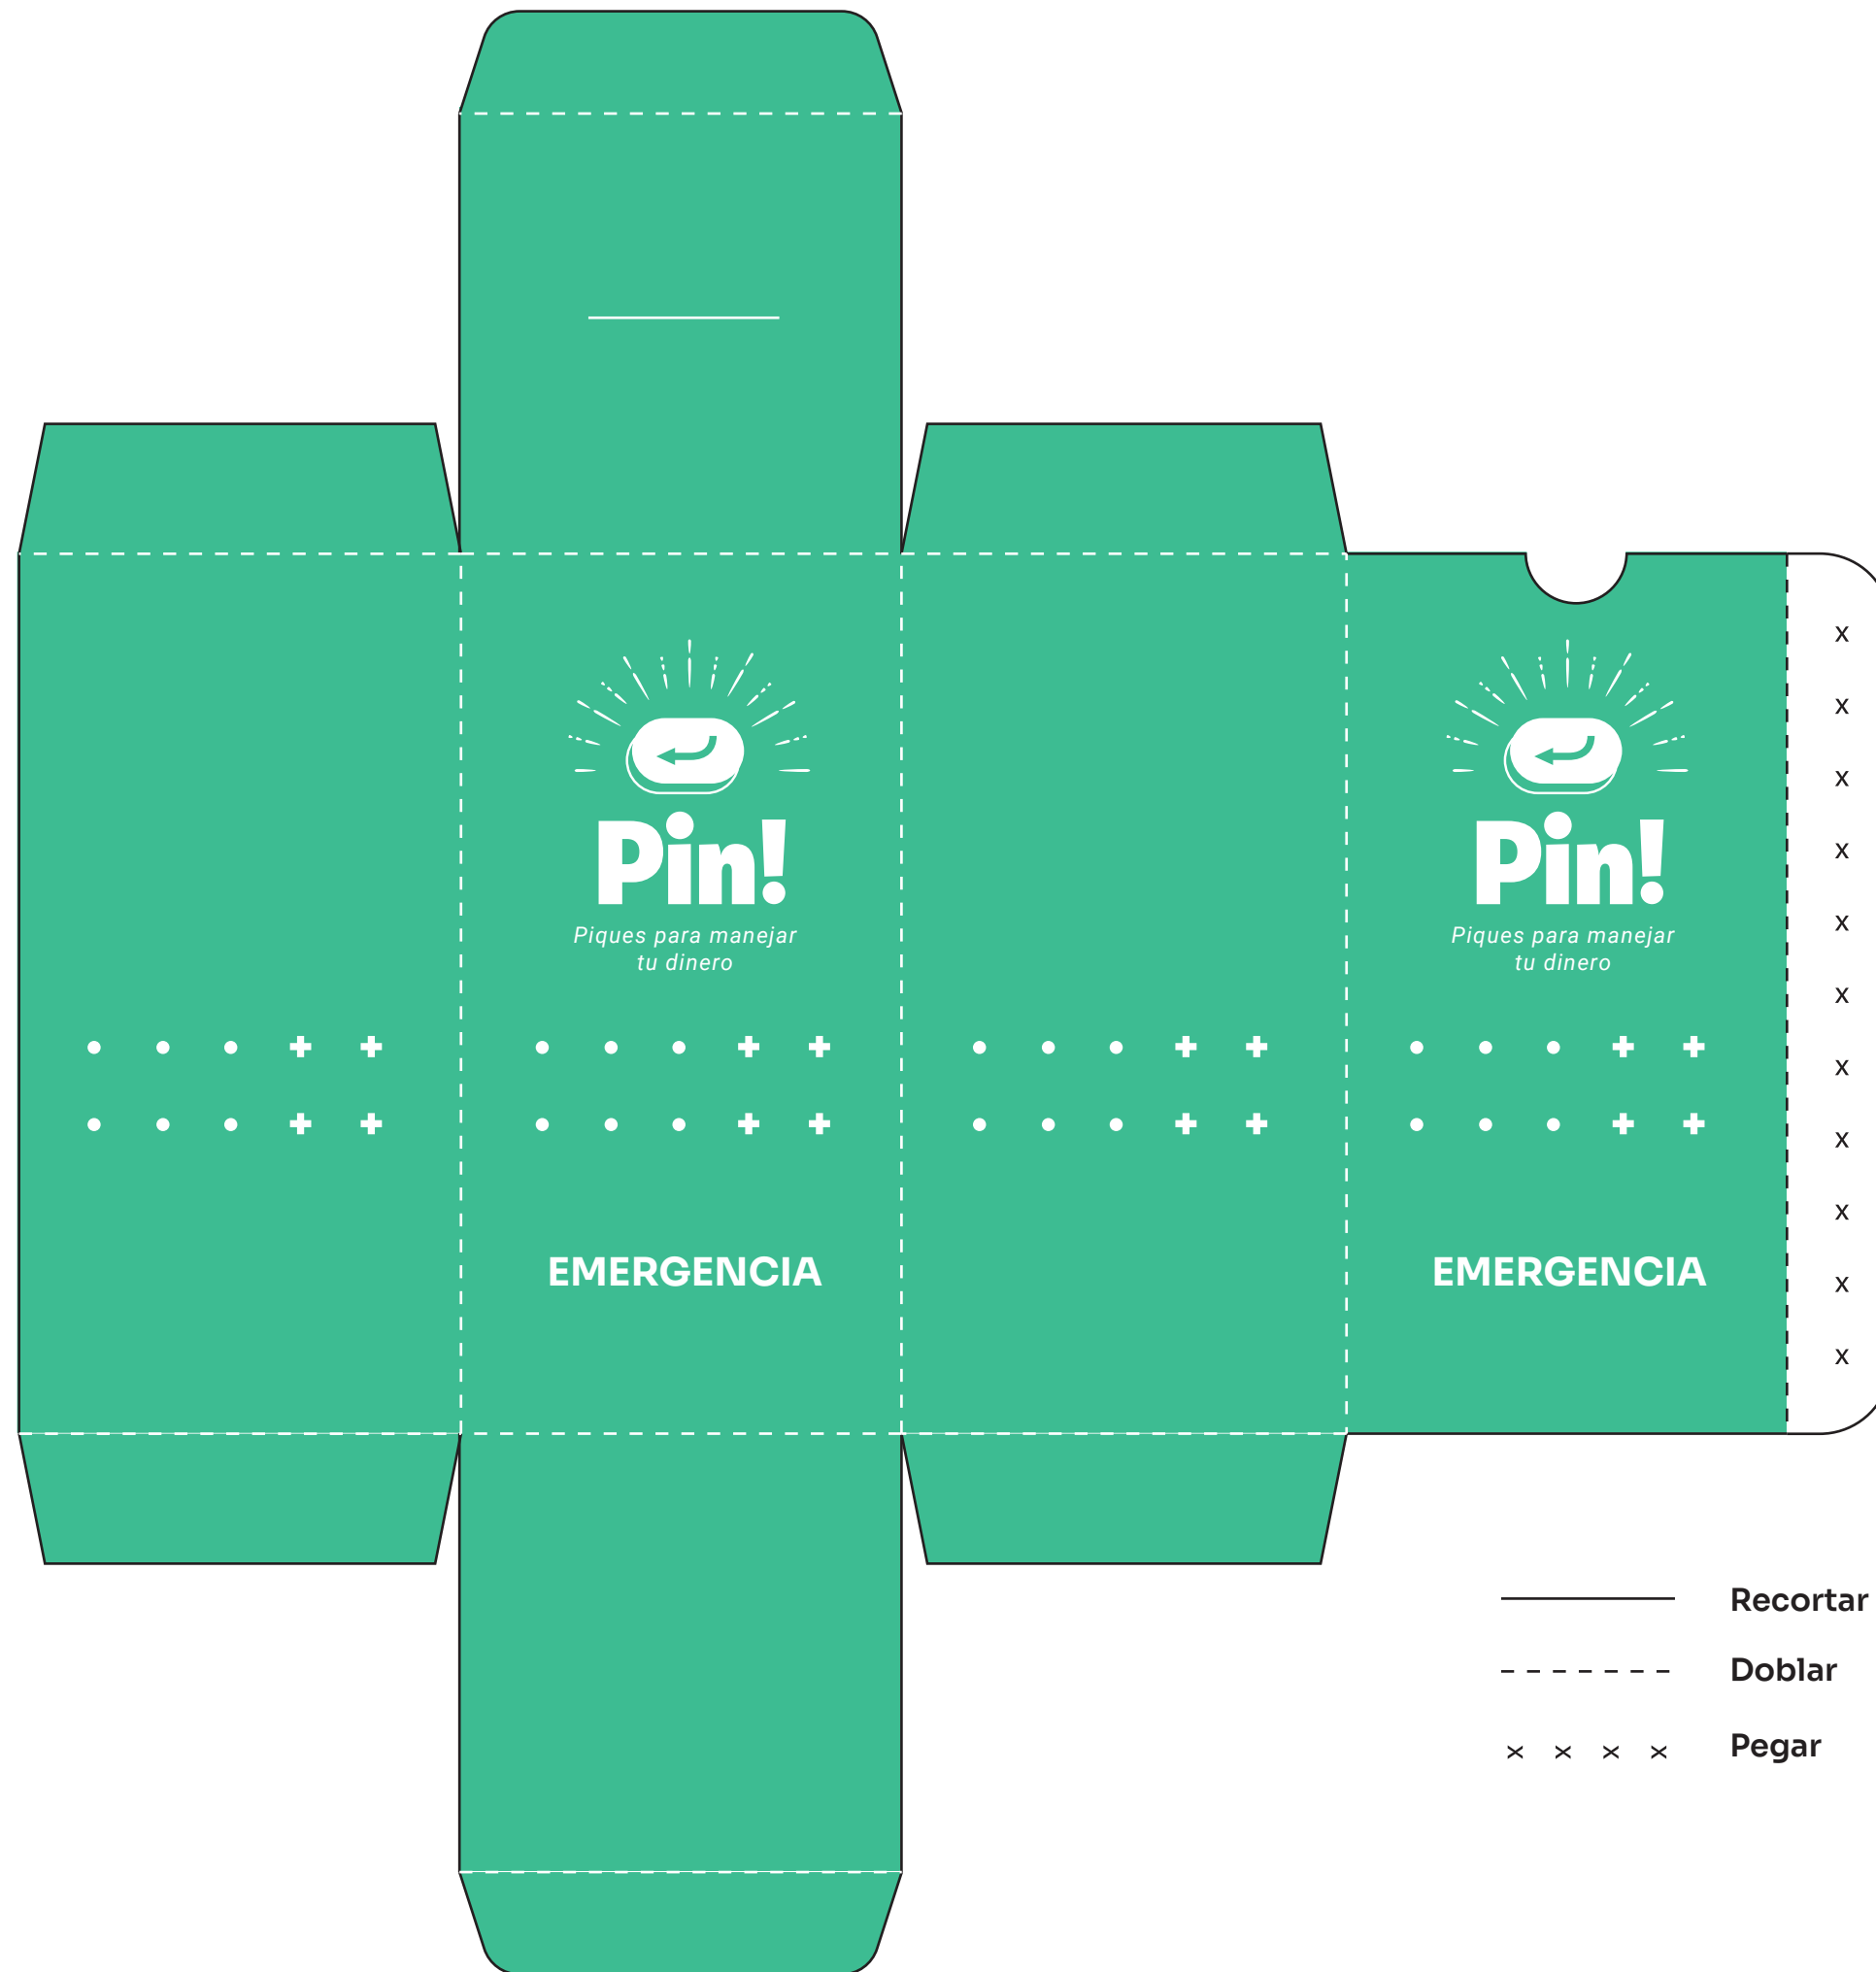 Pin!
Piques para manejar
tu dinero
EMERGENCIA
Pin!
Piques para manejar
tu dinero
EMERGENCIA
x
x
x
x
x
x
x
x
x
x
x
Recortar
Doblar
x x x x Pegar